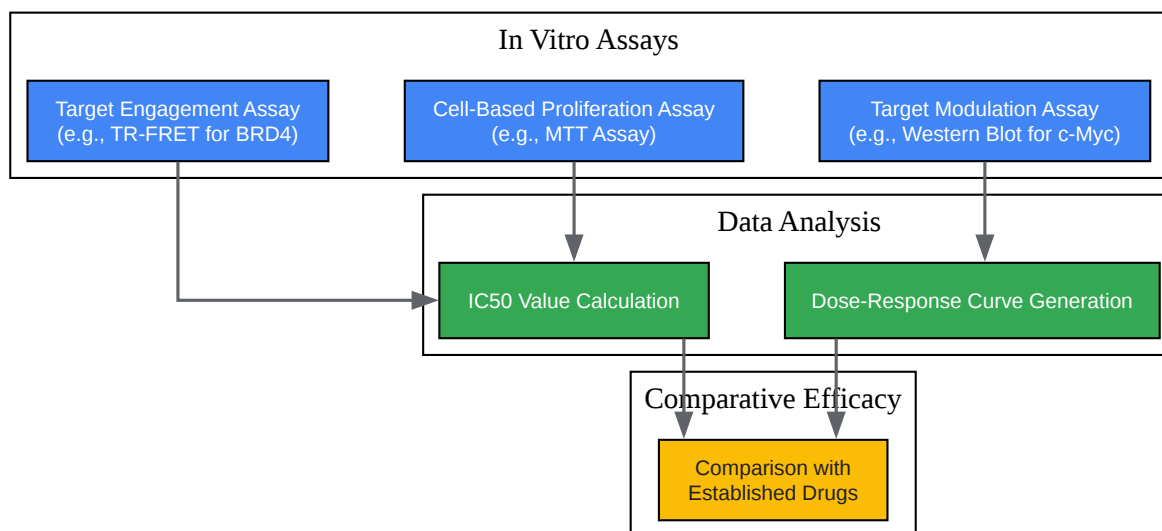 In Vitro Assays
Target Engagement Assay
(e.g., TR-FRET for BRD4)
Cell-Based Proliferation Assay
(e.g., MTT Assay)
Target Modulation Assay
(e.g., Western Blot for c-Myc)
Data Analysis
IC50 Value Calculation
Dose-Response Curve Generation
Comparative Efficacy
Comparison with
Established Drugs